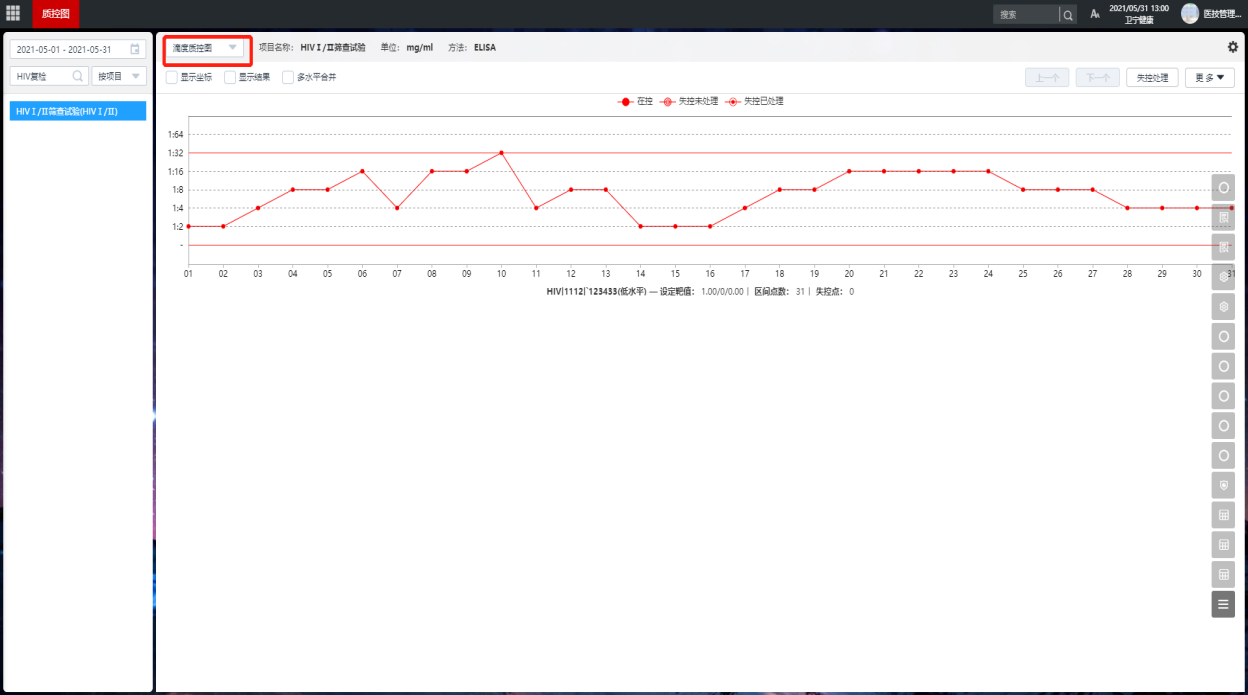 质控图
搜索
2021/05/31 13:00
卫宁健康
医技管理...
2021-05-01 - 2021-05-31
HIV复检
按项目
HIV I /II筛查试验(HIV I /II)
滴度质控图
项目名称: HIV I /II筛查试验 单位: mg/ml 方法: ELISA
显示坐标 显示结果 多水平合并
上一个 下一个 失控处理 更多
在控 失控未处理 失控已处理
1:64
1:32
1:16
1:8
1:4
1:2
-
01 02 03 04 05 06 07 08 09 10 11 12 13 14 15 16 17 18 19 20 21 22 23 24 25 26 27 28 29 30 31
HIV|1112|`123433(低水平) — 设定靶值: 1.00/0/0.00 | 区间点数: 31 | 失控点: 0